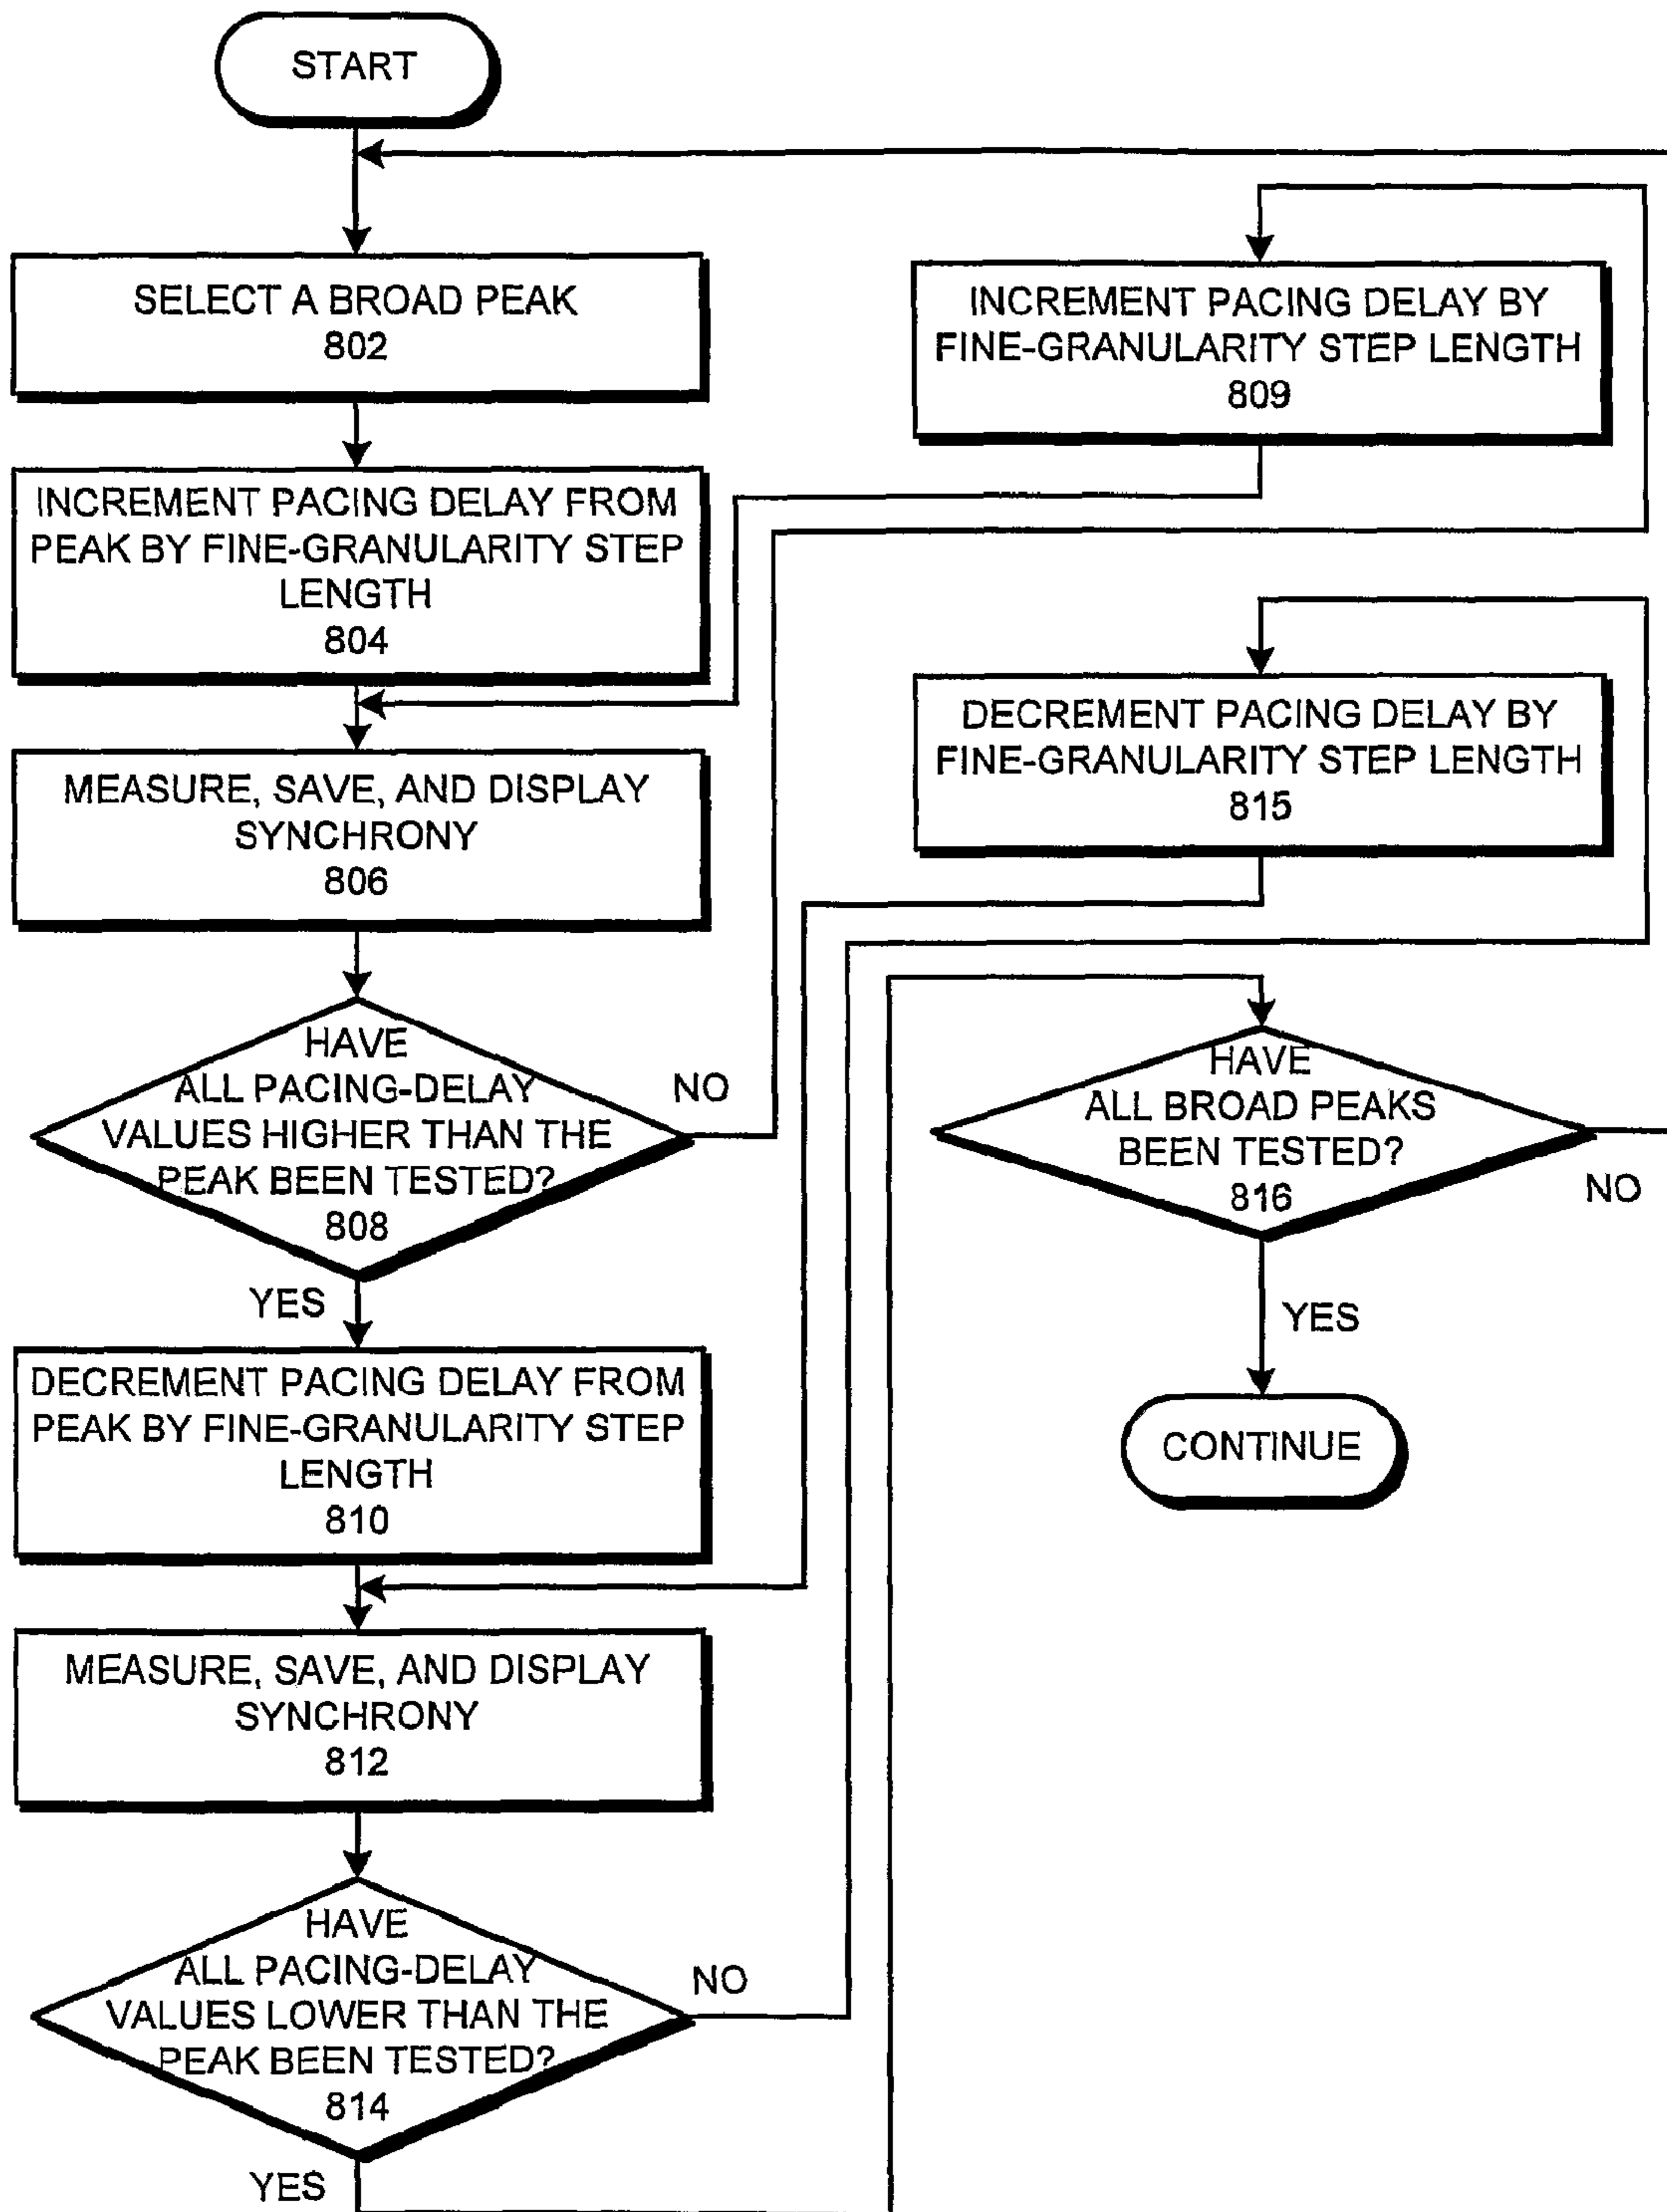 START
SELECT A BROAD PEAK
802
INCREMENT PACING DELAY FROM
PEAK BY FINE-GRANULARITY STEP
LENGTH
804
MEASURE, SAVE, AND DISPLAY
SYNCHRONY
806
HAVE
ALL PACING-DELAY
VALUES HIGHER THAN THE
PEAK BEEN TESTED?
808
NO
YES
DECREMENT PACING DELAY FROM
PEAK BY FINE-GRANULARITY STEP
LENGTH
810
MEASURE, SAVE, AND DISPLAY
SYNCHRONY
812
HAVE
ALL PACING-DELAY
VALUES LOWER THAN THE
PEAK BEEN TESTED?
814
NO
YES
INCREMENT PACING DELAY BY
FINE-GRANULARITY STEP LENGTH
809
DECREMENT PACING DELAY BY
FINE-GRANULARITY STEP LENGTH
815
HAVE
ALL BROAD PEAKS
BEEN TESTED?
816
NO
YES
CONTINUE